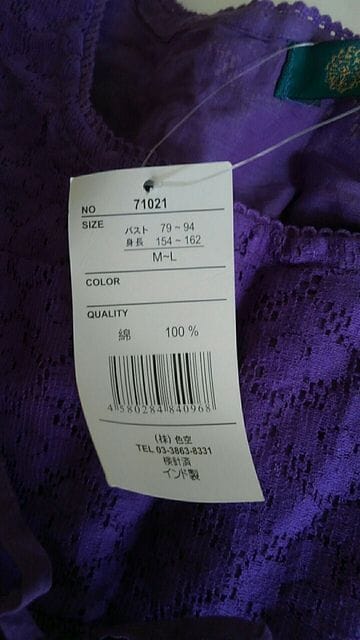 NO 71021
SIZE バスト 79~94
身長 154~162
M~L
COLOR
QUALITY
綿 100%
4580284840968
(株) 色空
TEL 03-3863-8331
検針済
インド製